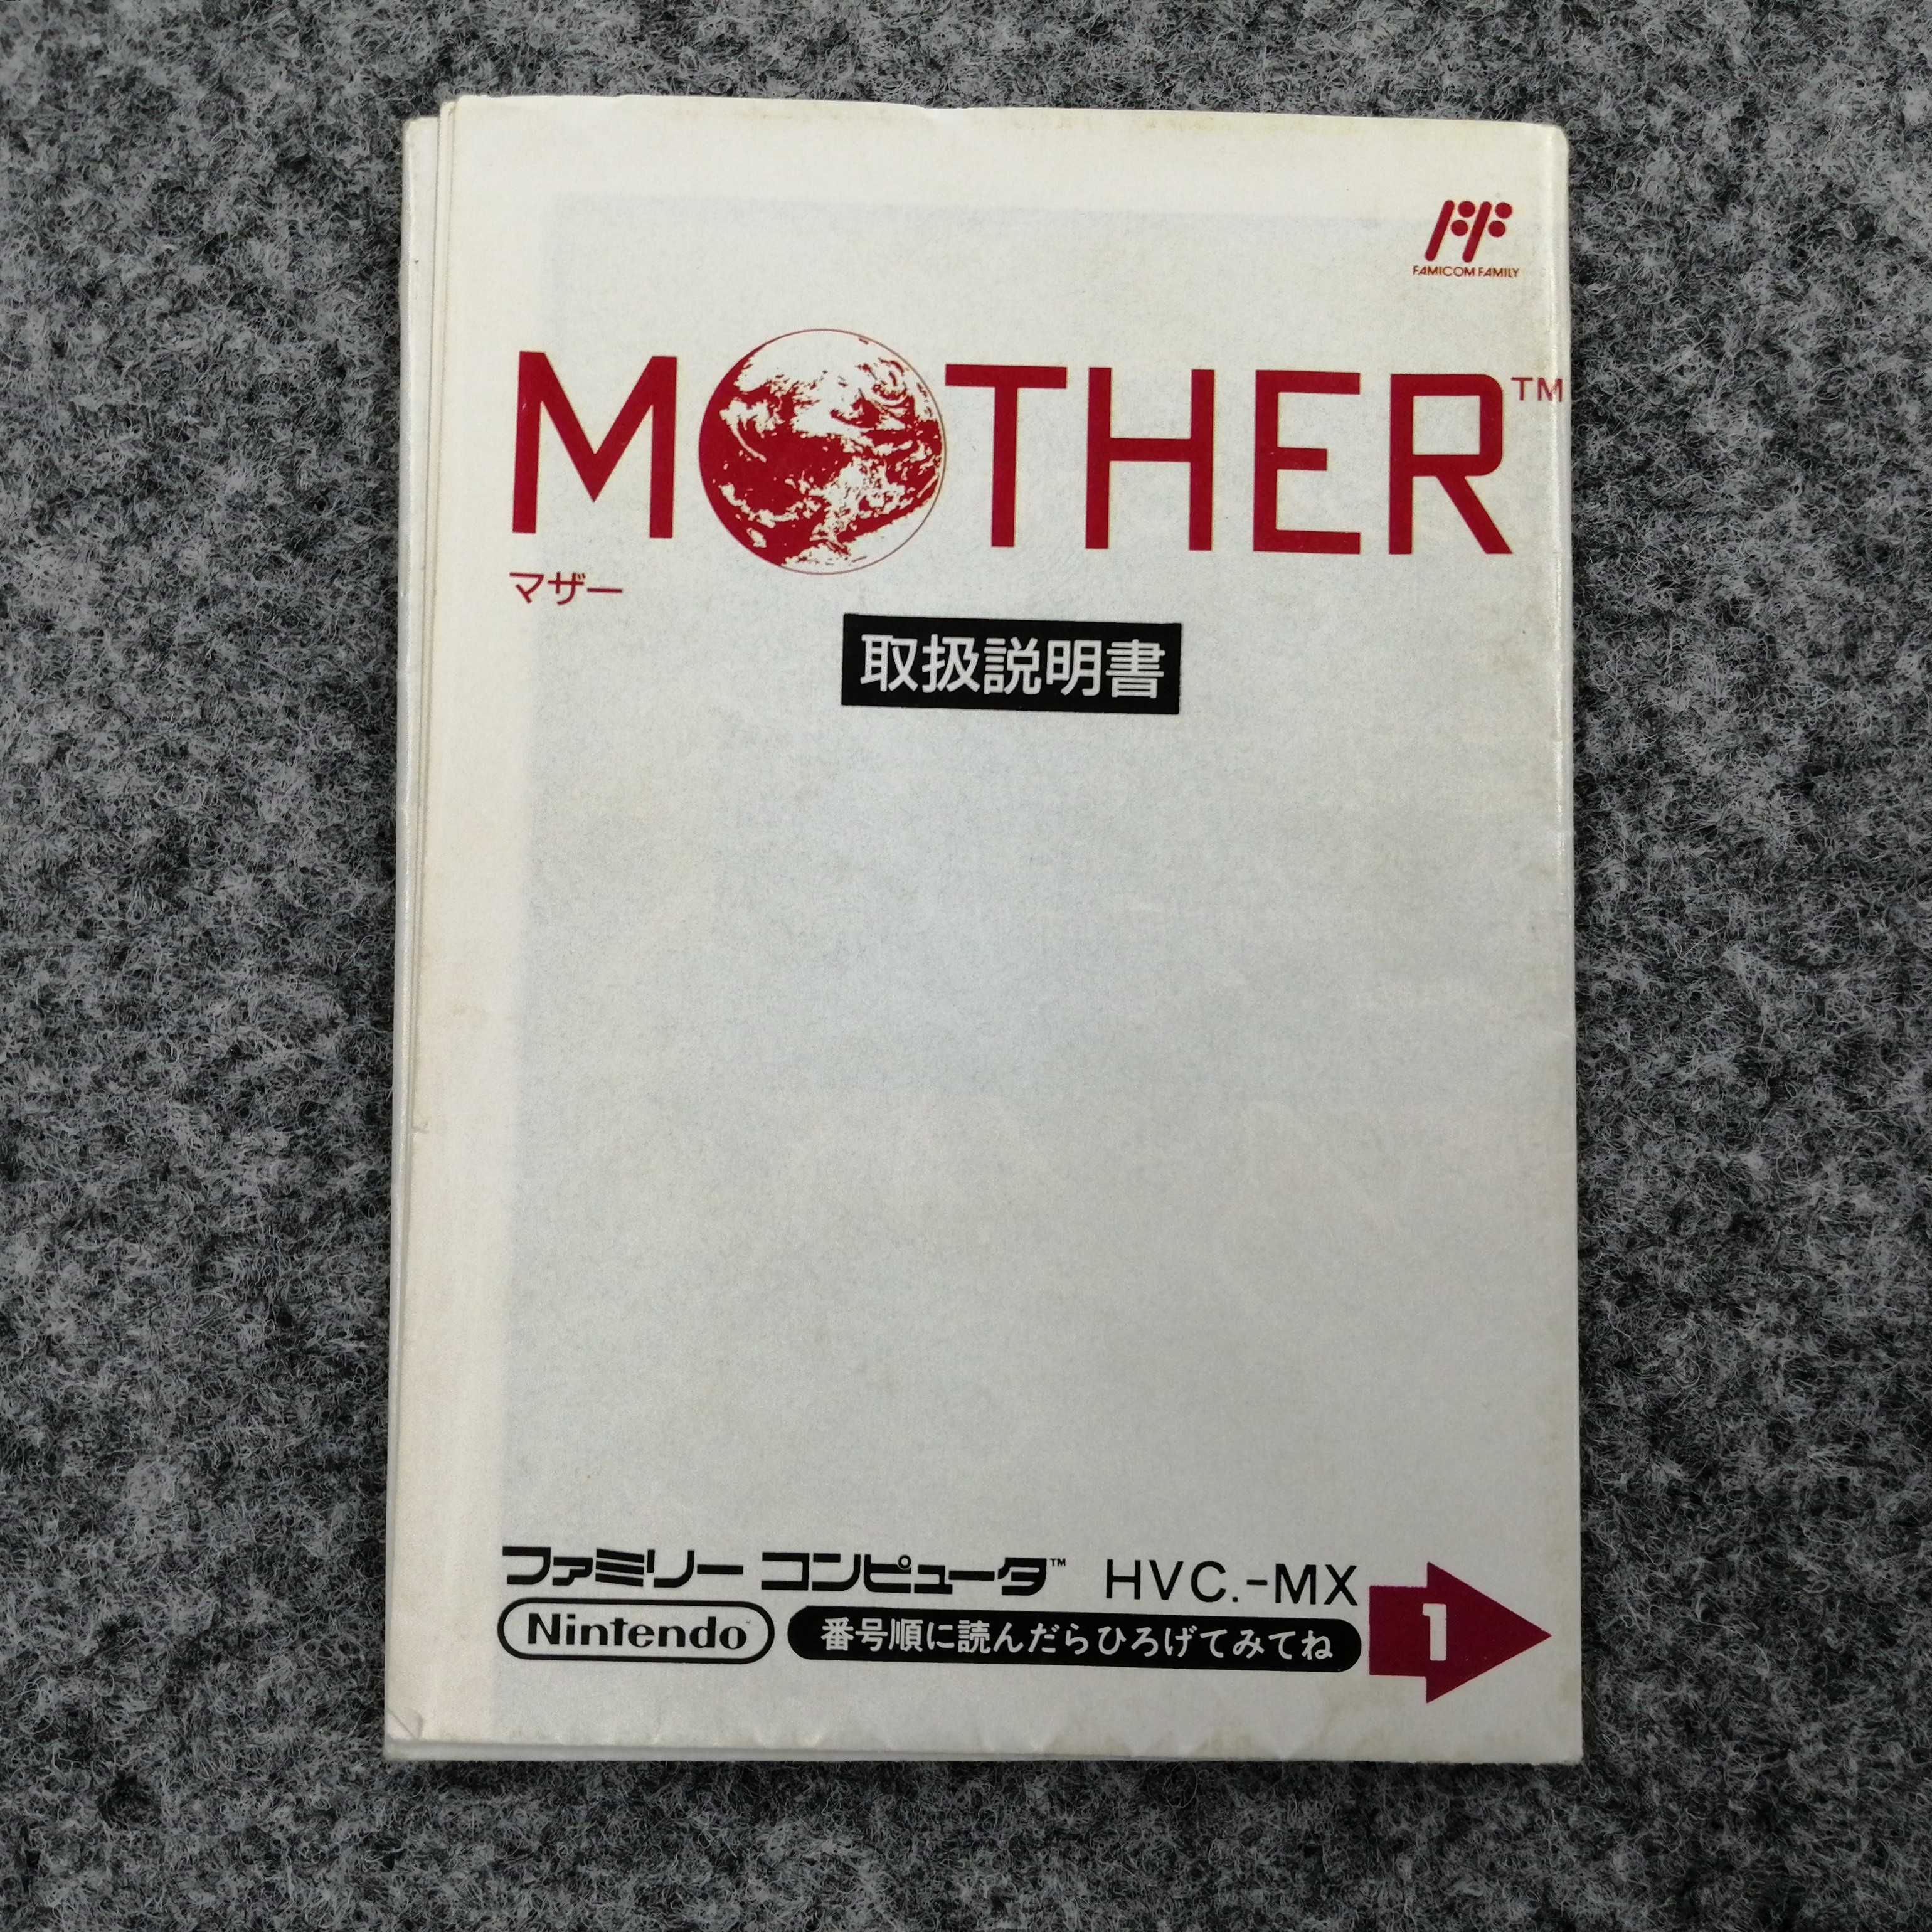 FAMICOM FAMILY
MOTHER™
マザー
取扱説明書
ファミリーコンピュータ™ HVC.-MX
Nintendo 番号順に読んだらひろげてみてね 1